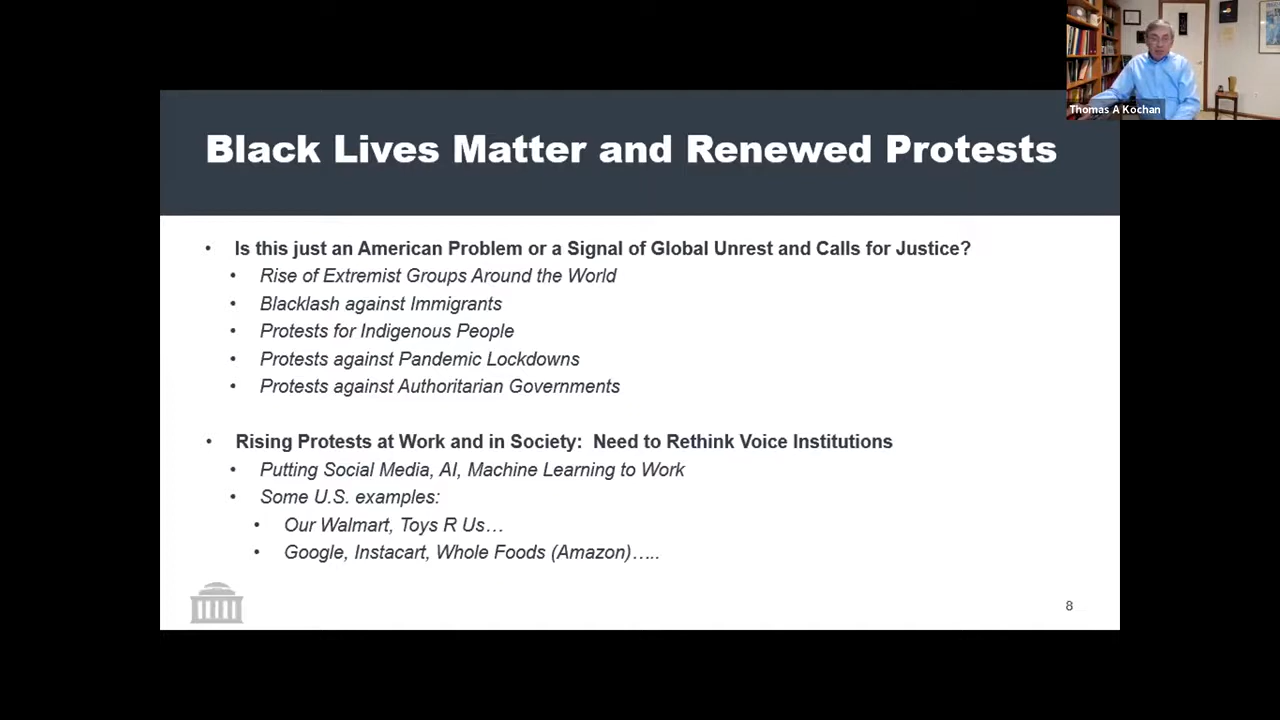 Thomas A Kochan
Black Lives Matter and Renewed Protests
• Is this just an American Problem or a Signal of Global Unrest and Calls for Justice?
• Rise of Extremist Groups Around the World
• Blacklash against Immigrants
• Protests for Indigenous People
• Protests against Pandemic Lockdowns
• Protests against Authoritarian Governments
• Rising Protests at Work and in Society: Need to Rethink Voice Institutions
• Putting Social Media, AI, Machine Learning to Work
• Some U.S. examples:
• Our Walmart, Toys R Us…
• Google, Instacart, Whole Foods (Amazon)…..
8